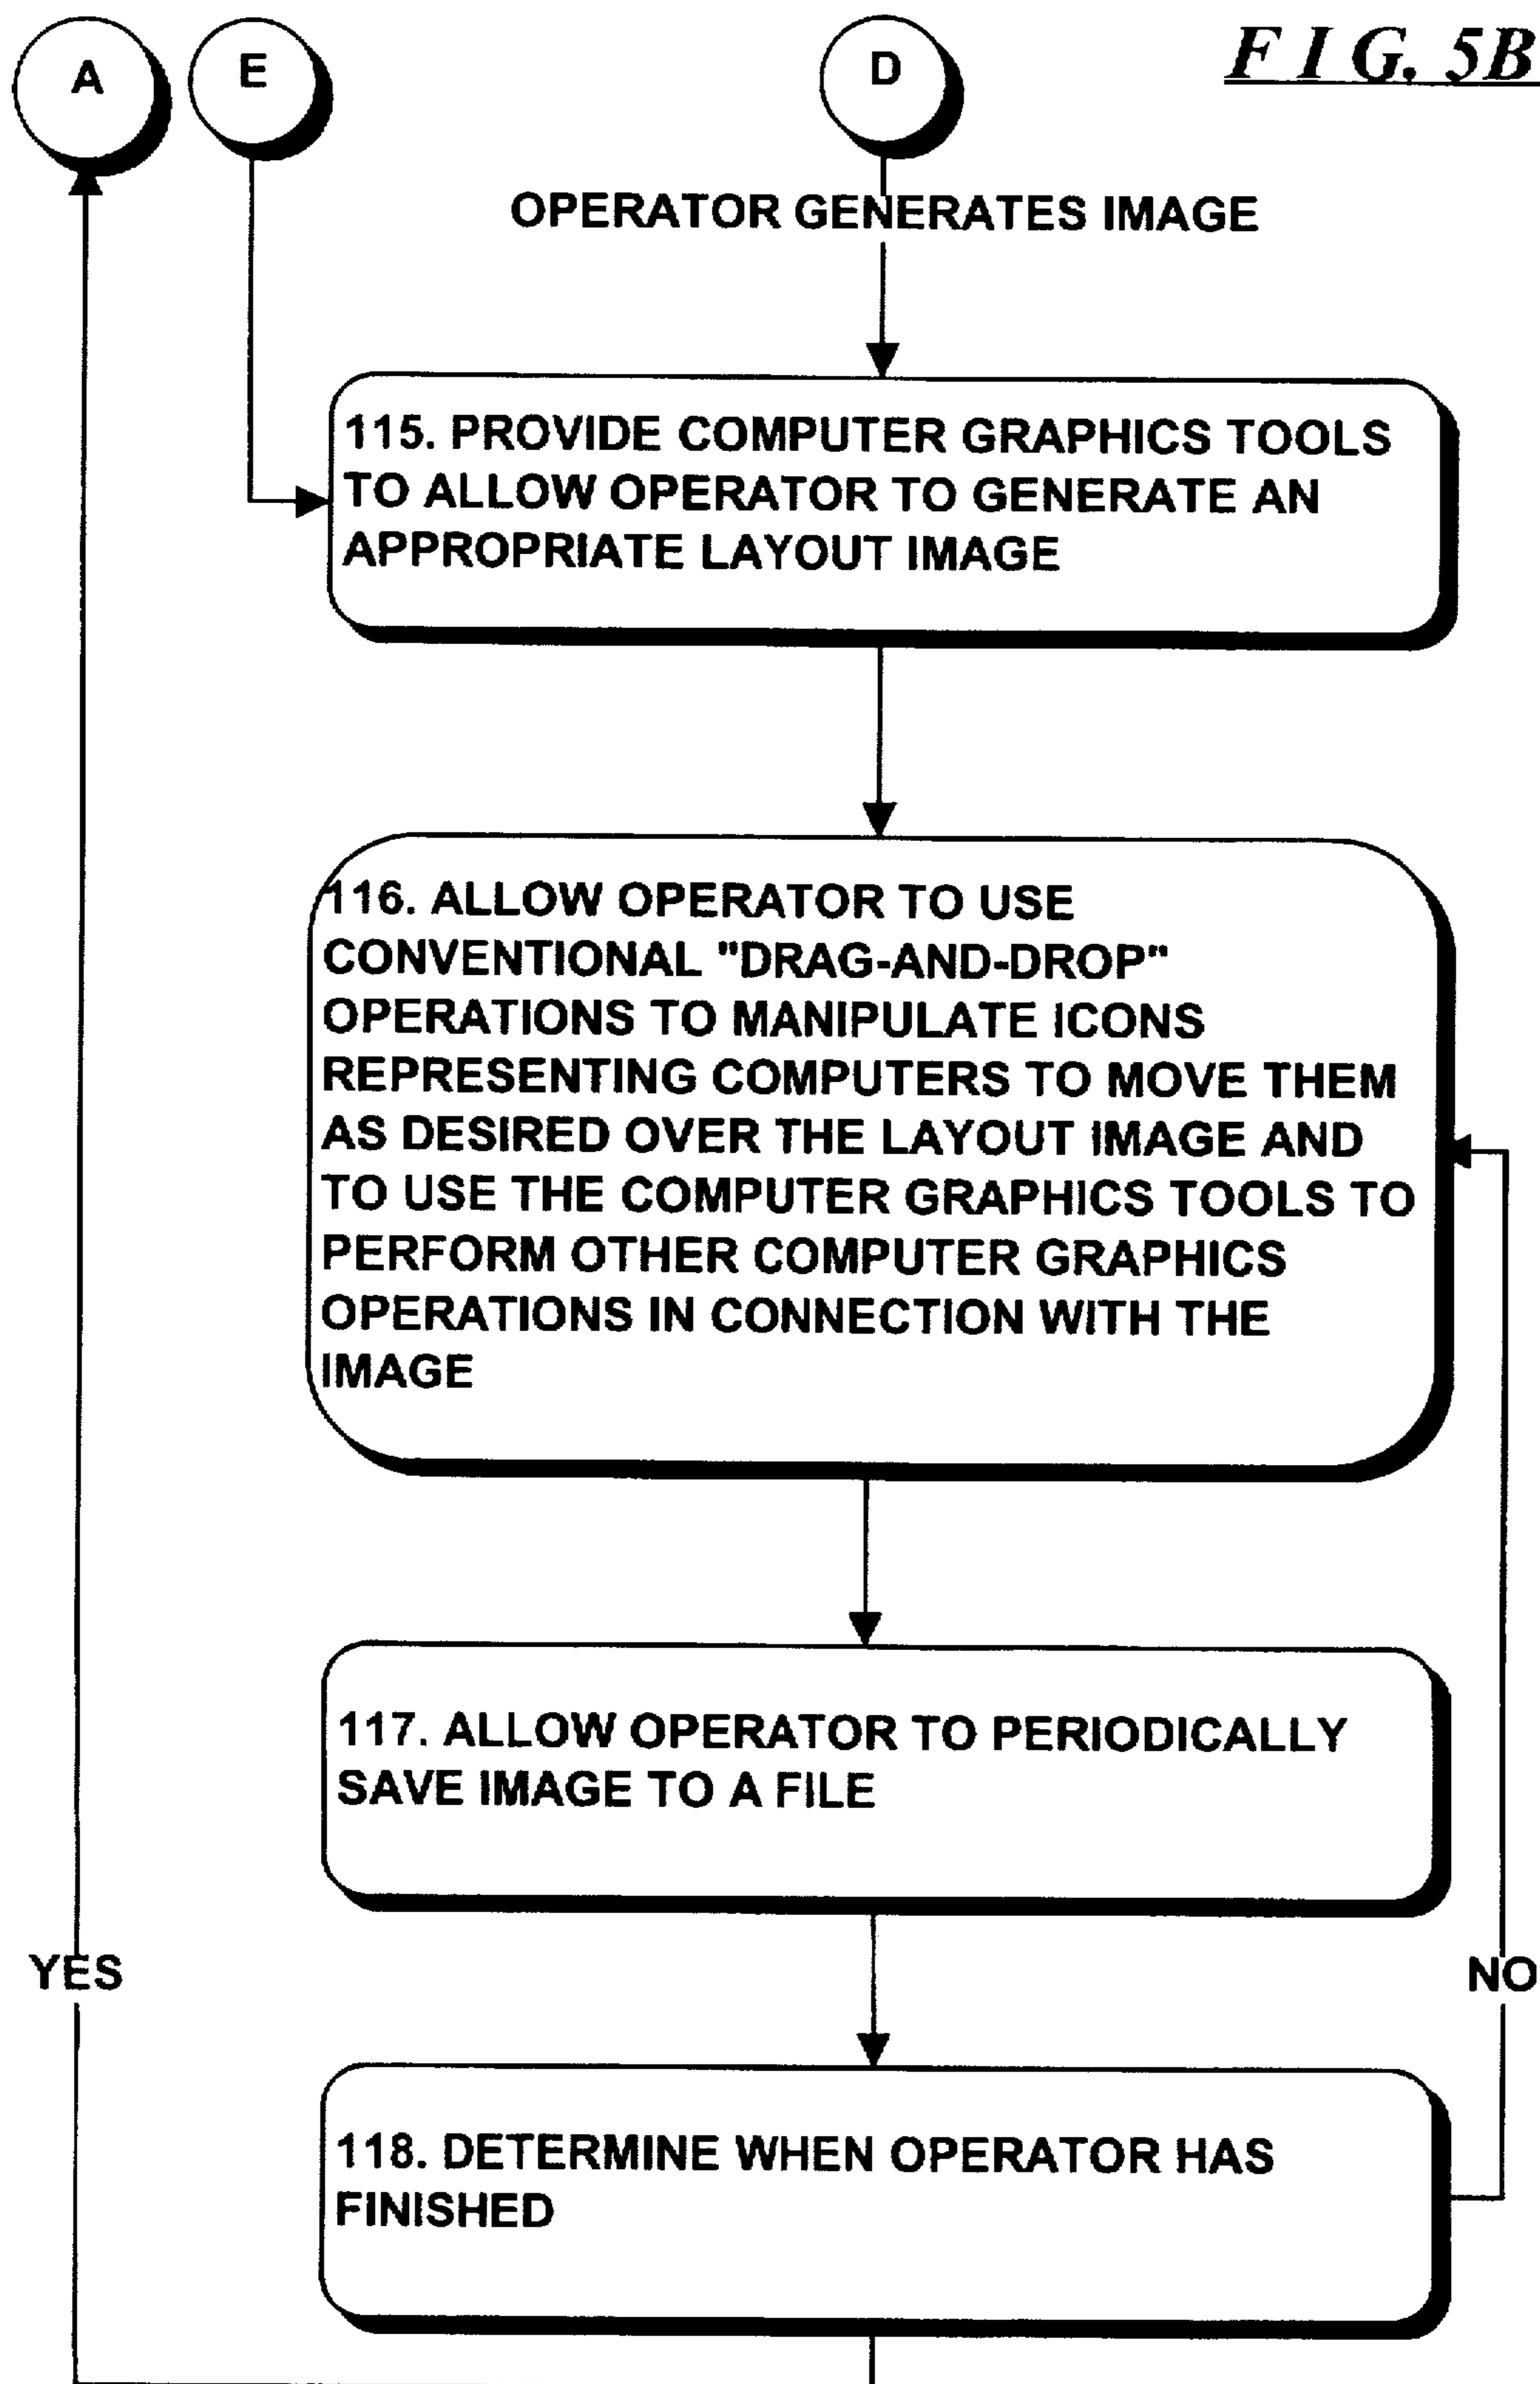 A
E
D
F I G. 5B
OPERATOR GENERATES IMAGE
115. PROVIDE COMPUTER GRAPHICS TOOLS
TO ALLOW OPERATOR TO GENERATE AN
APPROPRIATE LAYOUT IMAGE
116. ALLOW OPERATOR TO USE
CONVENTIONAL "DRAG-AND-DROP"
OPERATIONS TO MANIPULATE ICONS
REPRESENTING COMPUTERS TO MOVE THEM
AS DESIRED OVER THE LAYOUT IMAGE AND
TO USE THE COMPUTER GRAPHICS TOOLS TO
PERFORM OTHER COMPUTER GRAPHICS
OPERATIONS IN CONNECTION WITH THE
IMAGE
117. ALLOW OPERATOR TO PERIODICALLY
SAVE IMAGE TO A FILE
YES
NO
118. DETERMINE WHEN OPERATOR HAS
FINISHED